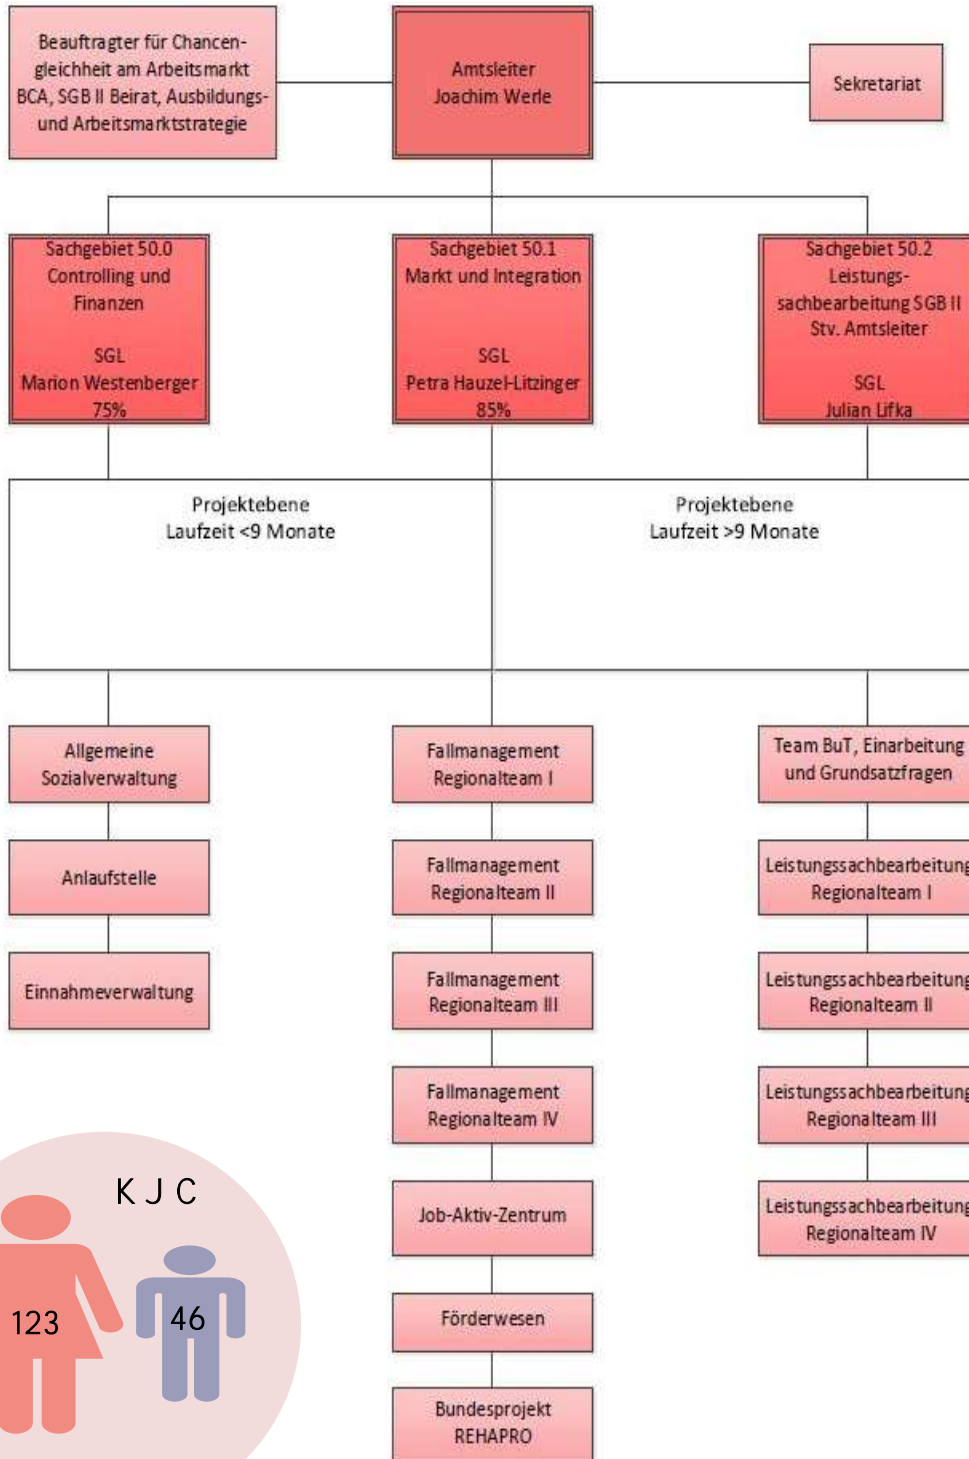 Beauftragter für Chancen-
gleichheit am Arbeitsmarkt
BCA, SGB II Beirat, Ausbildungs-
und Arbeitsmarktstrategie
Amtsleiter
Joachim Werle
Sekretariat
Sachgebiet 50.0
Controlling und
Finanzen
SGL
Marion Westenberger
75%
Sachgebiet 50.1
Markt und Integration
SGL
Petra Hauzel-Litzinger
85%
Sachgebiet 50.2
Leistungs-
sachbearbeitung SGB II
Stv. Amtsleiter
SGL
Julian Lifka
Projektebene
Laufzeit <9 Monate
Projektebene
Laufzeit >9 Monate
Allgemeine
Sozialverwaltung
Anlaufstelle
Einnahmeverwaltung
Fallmanagement
Regionalteam I
Fallmanagement
Regionalteam II
Fallmanagement
Regionalteam III
Fallmanagement
Regionalteam IV
Job-Aktiv-Zentrum
Förderwesen
Bundesprojekt
REHAPRO
Team BuT, Einarbeitung
und Grundsatzfragen
Leistungssachbearbeitung
Regionalteam I
Leistungssachbearbeitung
Regionalteam II
Leistungssachbearbeitung
Regionalteam III
Leistungssachbearbeitung
Regionalteam IV
KJC
123
46